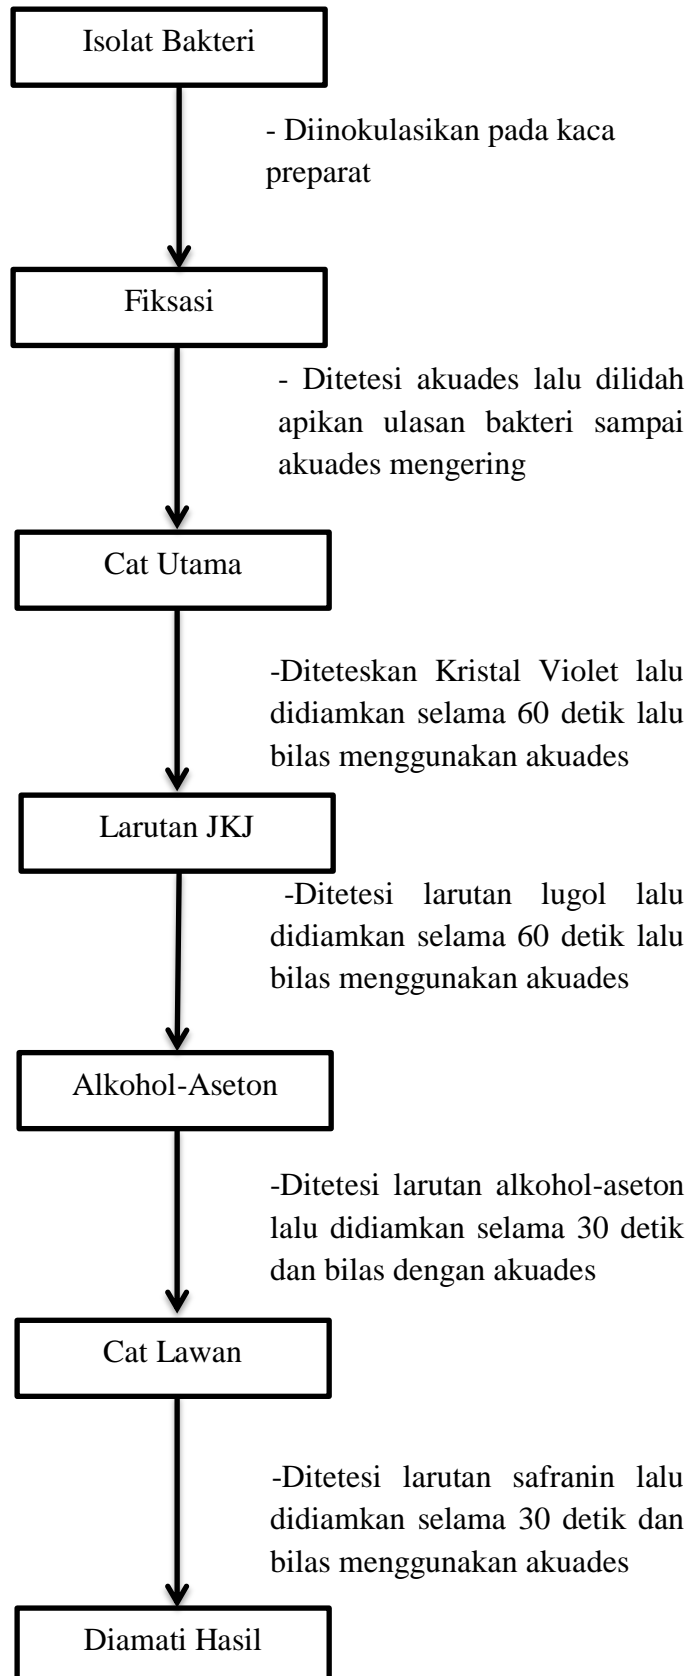 Isolat Bakteri
- Diinokulasikan pada kaca
preparat
Fiksasi
- Ditetesi akuades lalu dilidah
apikan ulasan bakteri sampai
akuades mengering
Cat Utama
-Diteteskan Kristal Violet lalu
didiamkan selama 60 detik lalu
bilas menggunakan akuades
Larutan JKJ
-Ditetesi larutan lugol lalu
didiamkan selama 60 detik lalu
bilas menggunakan akuades
Alkohol-Aseton
-Ditetesi larutan alkohol-aseton
lalu didiamkan selama 30 detik
dan bilas dengan akuades
Cat Lawan
-Ditetesi larutan safranin lalu
didiamkan selama 30 detik dan
bilas menggunakan akuades
Diamati Hasil